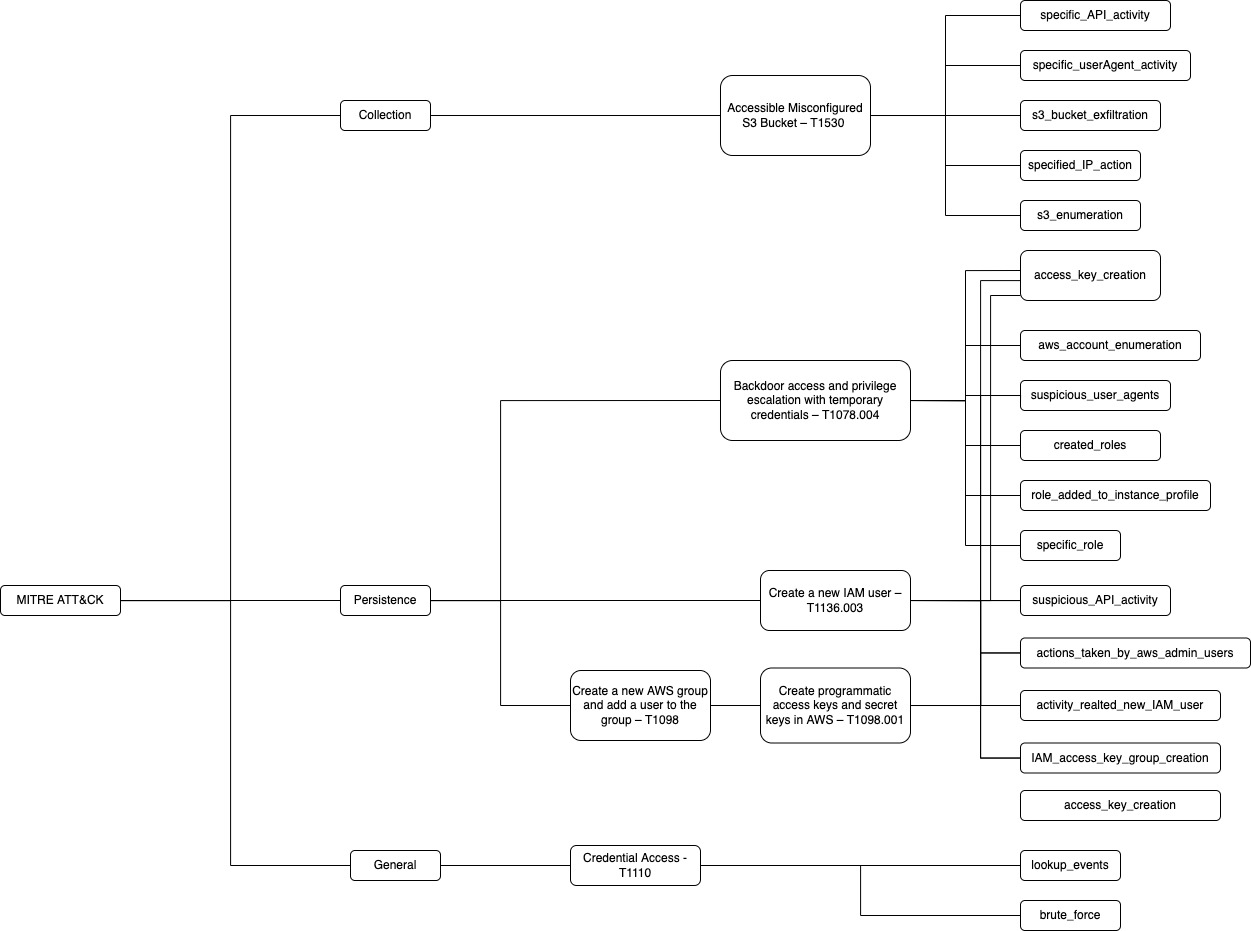 specific_API_activity
specific_userAgent_activity
Collection
Accessible Misconfigured
S3 Bucket – T1530
s3_bucket_exfiltration
specified_IP_action
s3_enumeration
access_key_creation
aws_account_enumeration
Backdoor access and privilege
escalation with temporary
credentials – T1078.004
suspicious_user_agents
created_roles
role_added_to_instance_profile
specific_role
MITRE ATT&CK
Persistence
Create a new IAM user –
T1136.003
suspicious_API_activity
actions_taken_by_aws_admin_users
Create a new AWS group
and add a user to the
group – T1098
Create programmatic
access keys and secret
keys in AWS – T1098.001
activity_realted_new_IAM_user
IAM_access_key_group_creation
access_key_creation
General
Credential Access -
T1110
lookup_events
brute_force